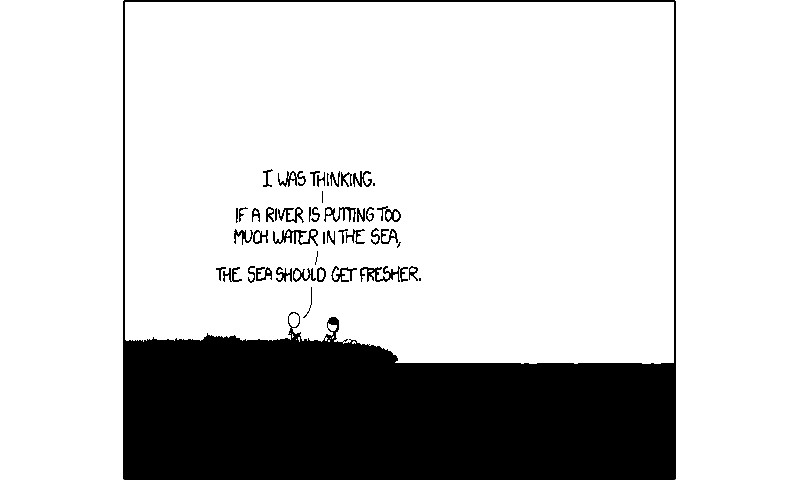 I WAS THINKING.
IF A RIVER IS PUTTING TOO
MUCH WATER IN THE SEA,
THE SEA SHOULD GET FRESHER.